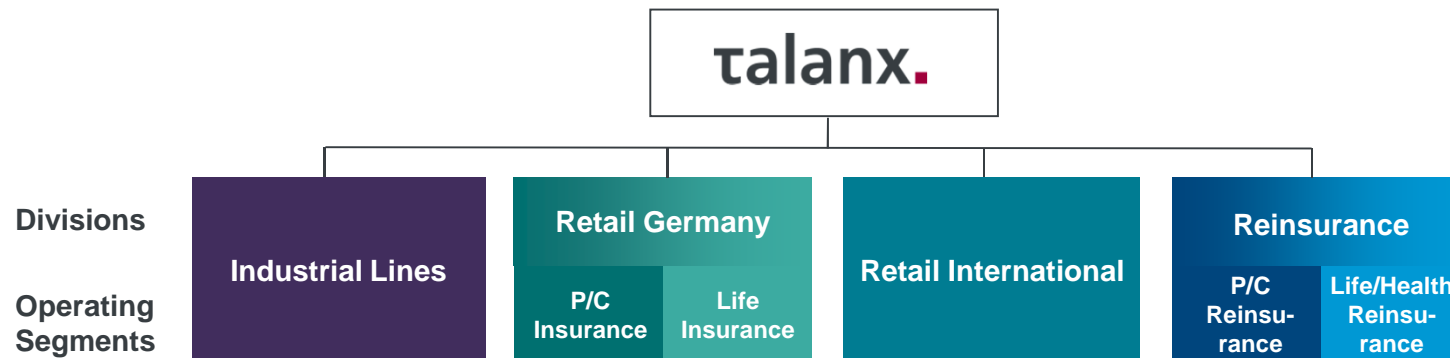 talanx.
Divisions
Operating
Segments
Industrial Lines
Retail Germany
P/C
Insurance
Life
Insurance
Retail International
Reinsurance
P/C
Reinsu-
rance
Life/Health
Reinsu-
rance